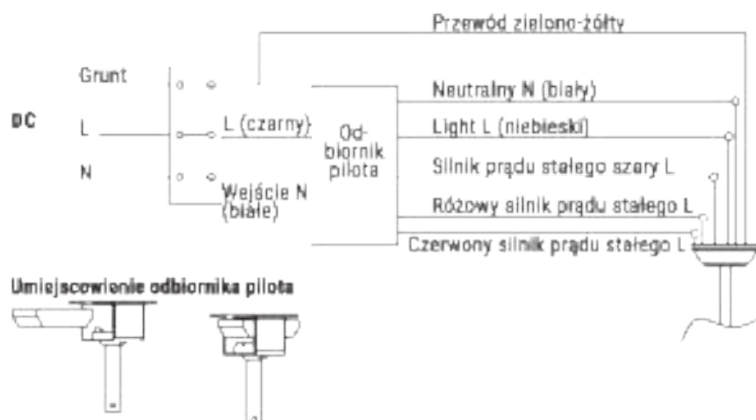 Przewód zielono-żółty
Grunt
Neutralny N (biały)
DC
L
L (czarny)
Od-
biornik
pilota
Light L (niebieski)
N
Silnik prądu stałego szary L
Wejście N
(białe)
Różowy silnik prądu stałego L
Czerwony silnik prądu stałego L
Umiejscowienie odbiornika pilota